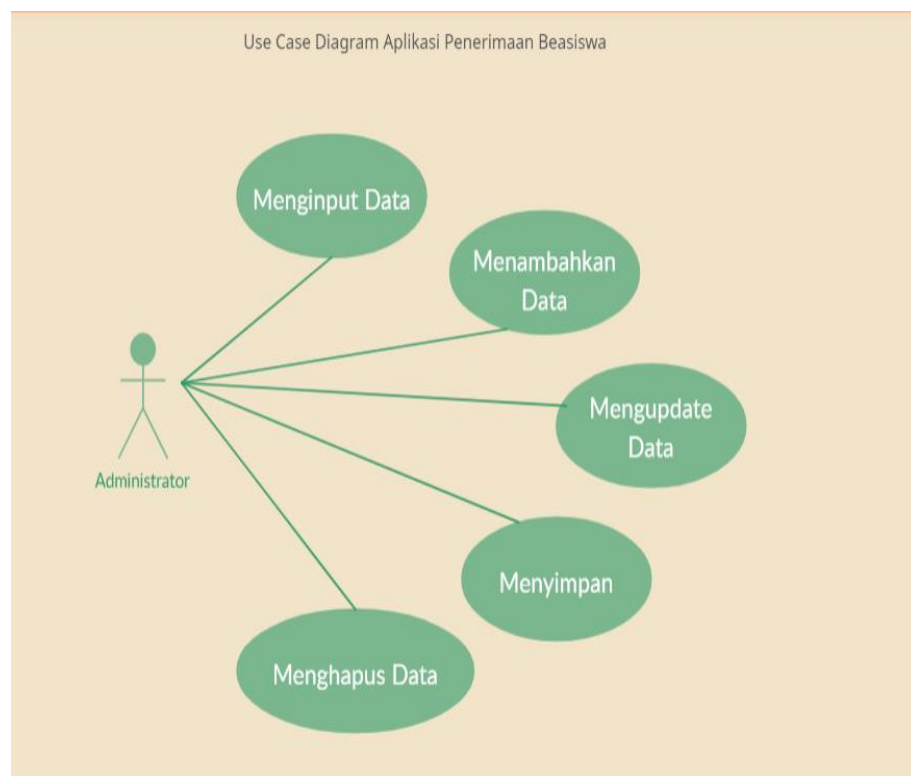 Use Case Diagram Aplikasi Penerimaan Beasiswa
Menginput Data
Menambahkan
Data
Mengupdate
Data
Administrator
Menyimpan
Menghapus Data